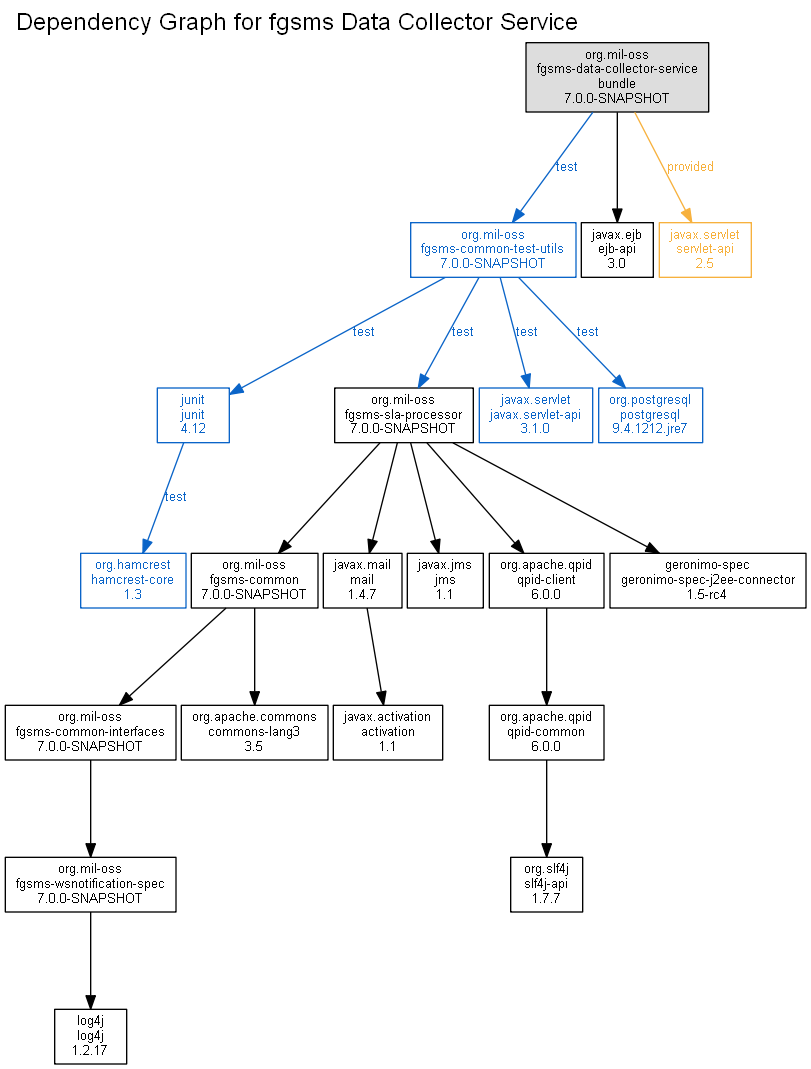 Dependency Graph for fgsms Data Collector Service
org.mil-oss
fgsms-data-collector-service
bundle
7.0.0-SNAPSHOT
test
provided
org.mil-oss
fgsms-common-test-utils
7.0.0-SNAPSHOT
javax.ejb
ejb-api
3.0
javax.servlet
servlet-api
2.5
test
test
test
test
junit
junit
4.12
org.mil-oss
fgsms-sla-processor
7.0.0-SNAPSHOT
javax.servlet
javax.servlet-api
3.1.0
org.postgresql
postgresql
9.4.1212.jre7
test
org.hamcrest
hamcrest-core
1.3
org.mil-oss
fgsms-common
7.0.0-SNAPSHOT
javax.mail
mail
1.4.7
javax.jms
jms
1.1
org.apache.qpid
qpid-client
6.0.0
geronimo-spec
geronimo-spec-j2ee-connector
1.5-rc4
org.mil-oss
fgsms-common-interfaces
7.0.0-SNAPSHOT
org.apache.commons
commons-lang3
3.5
javax.activation
activation
1.1
org.apache.qpid
qpid-common
6.0.0
org.mil-oss
fgsms-wsnotification-spec
7.0.0-SNAPSHOT
org.slf4j
slf4j-api
1.7.7
log4j
log4j
1.2.17